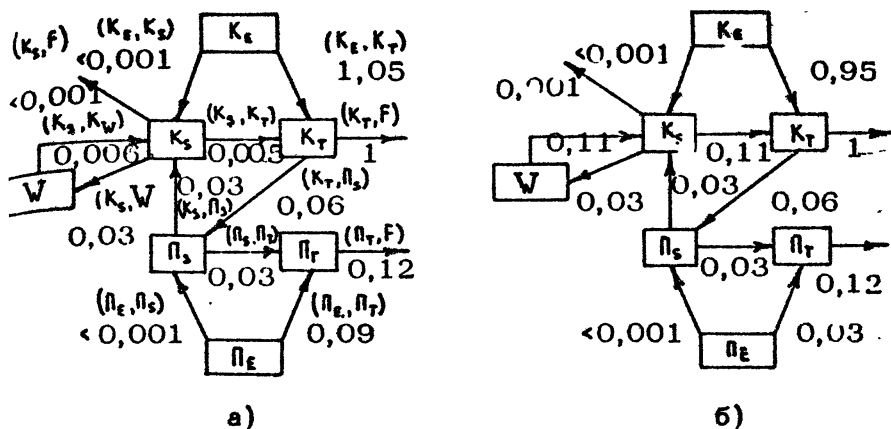 (K_S, F)
(K_E, K_S)
<0,001
K_E
(K_E, K_T)
1,05
<0,001
(K_S, K_W)
K_S
(K_S, K_T)
K_T
(K_T, F)
0,006
0,005
1
W
(K_S, W
0,03
(K_S, П_S)
0,03
(K_T, П_S)
0,06
П_S
(П_S, П_T)
П_T
(П_T, F)
0,03
0,12
(П_E, П_S)
<0,001
(П_E, П_T)
0,09
П_E
а)
K_E
<0,001
0,95
0,001
K_S
K_T
0,11
0,11
1
W
0,03
0,03
0,06
П_S
П_T
0,03
0,12
<0,001
0,03
П_E
б)